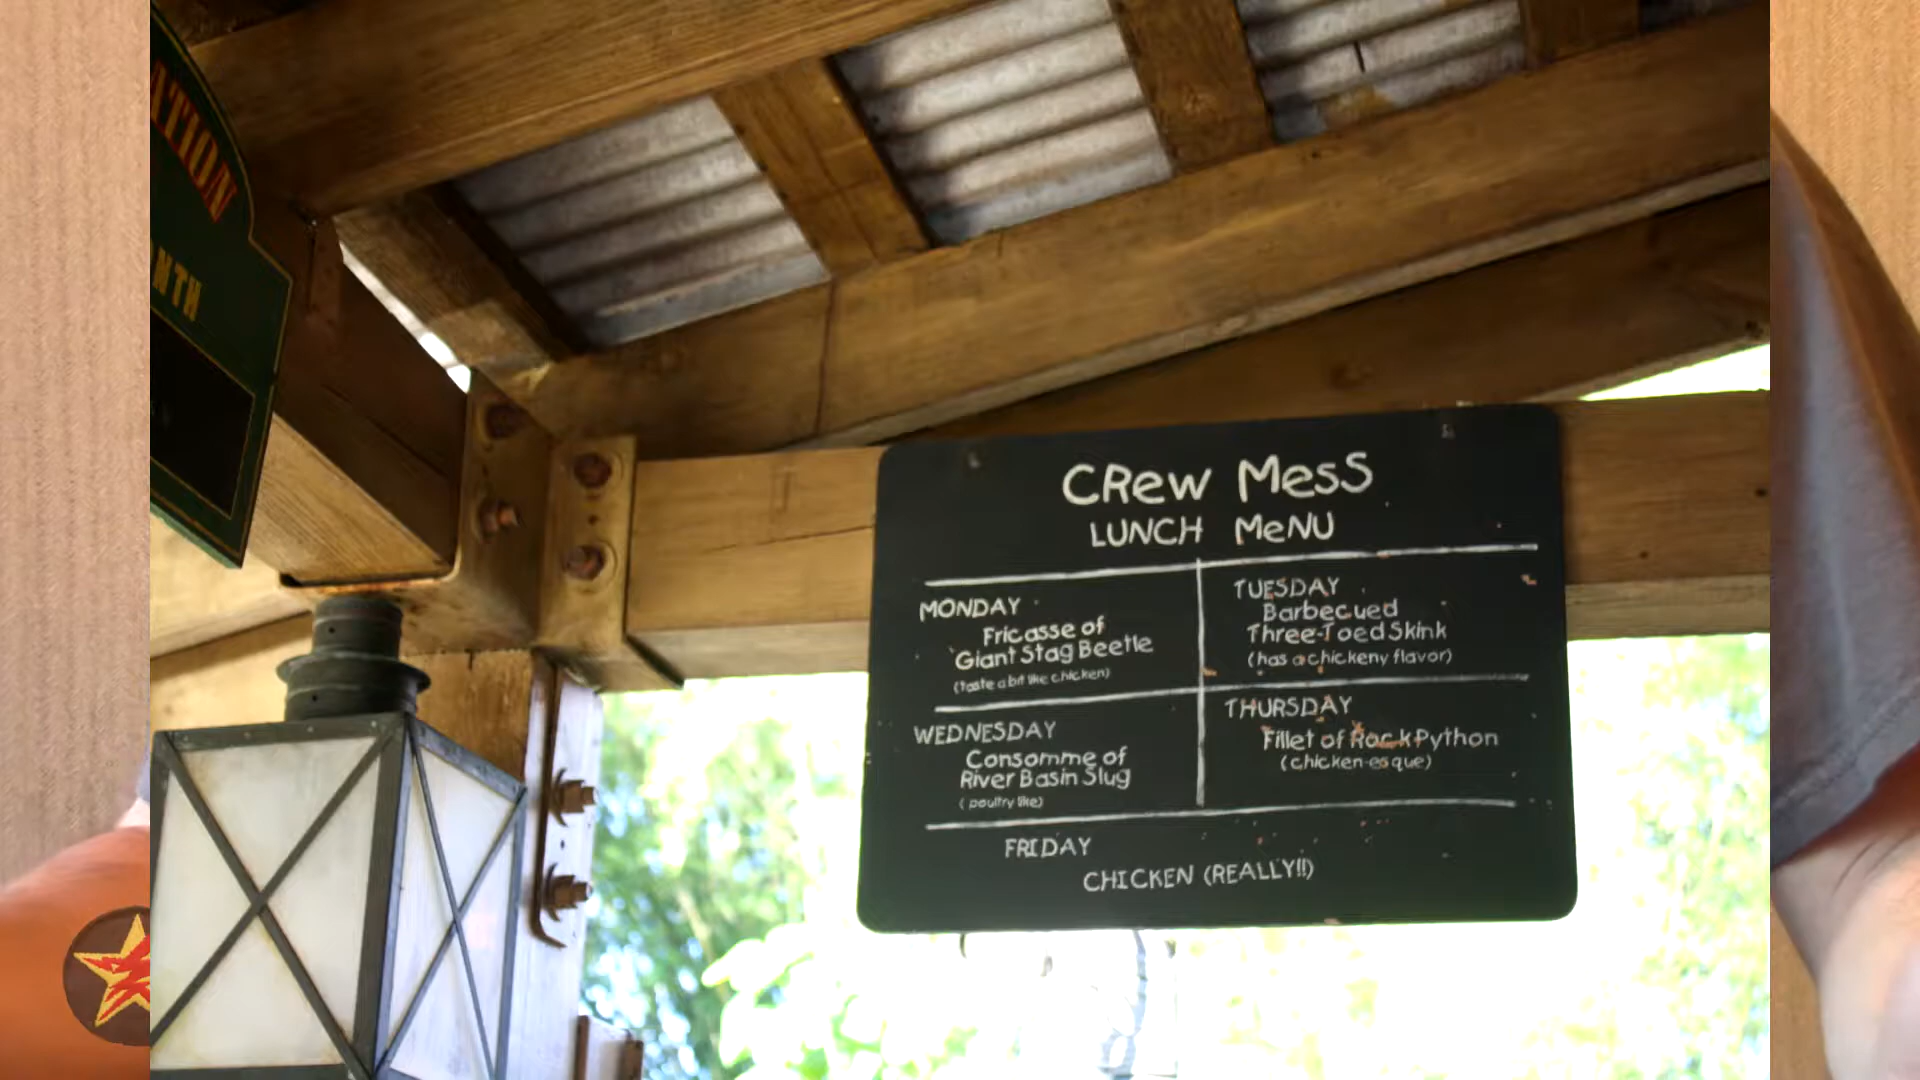 NTH
CRew MesS
LUNCH MeNU
MONDAY
Fricasse of
Giant Stag Beetle
(taste a bit like chicken)
TUESDAY
Barbecued
Three-Toed Skink
(has a chickeny flavor)
WEDNESDAY
Consomme of
River Basin Slug
(poultry like)
THURSDAY
Fillet of Rock Python
(chicken-esque)
FRIDAY
CHICKEN (REALLY!!)